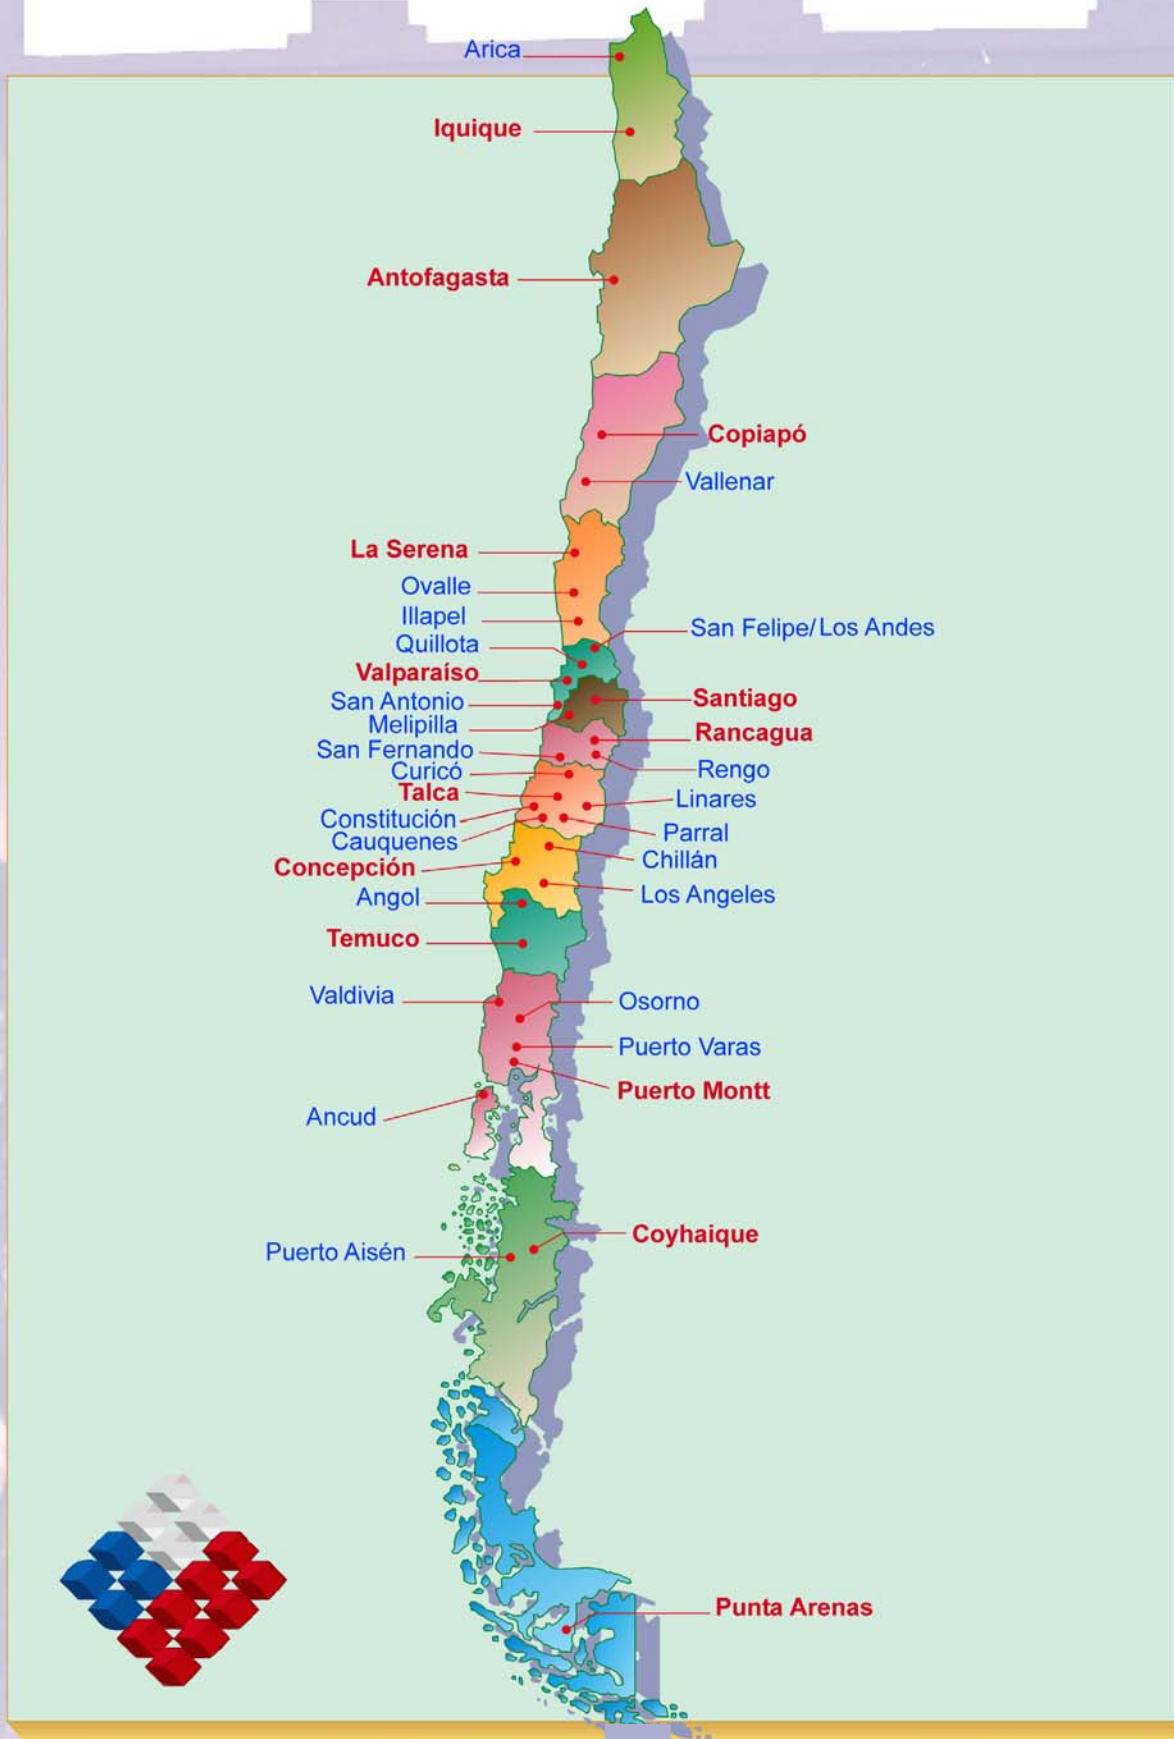 Arica
Iquique
Antofagasta
Copiapó
Vallenar
La Serena
Ovalle
Illapel
San Felipe/Los Andes
Quillota
Valparaíso
Santiago
San Antonio
Melipilla
Rancagua
San Fernando
Rengo
Curicó
Talca
Linares
Constitución
Parral
Cauquenes
Chillán
Concepción
Los Angeles
Angol
Temuco
Valdivia
Osorno
Puerto Varas
Puerto Montt
Ancud
Coyhaique
Puerto Aisén
Punta Arenas